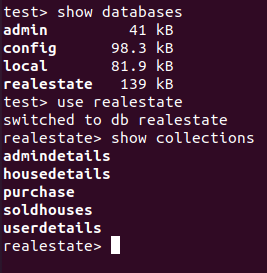 test> show databases
admin 41 kB
config 98.3 kB
local 81.9 kB
realestate 139 kB
test> use realestate
switched to db realestate
realestate> show collections
admindetails
housedetails
purchase
soldhouses
userdetails
realestate>